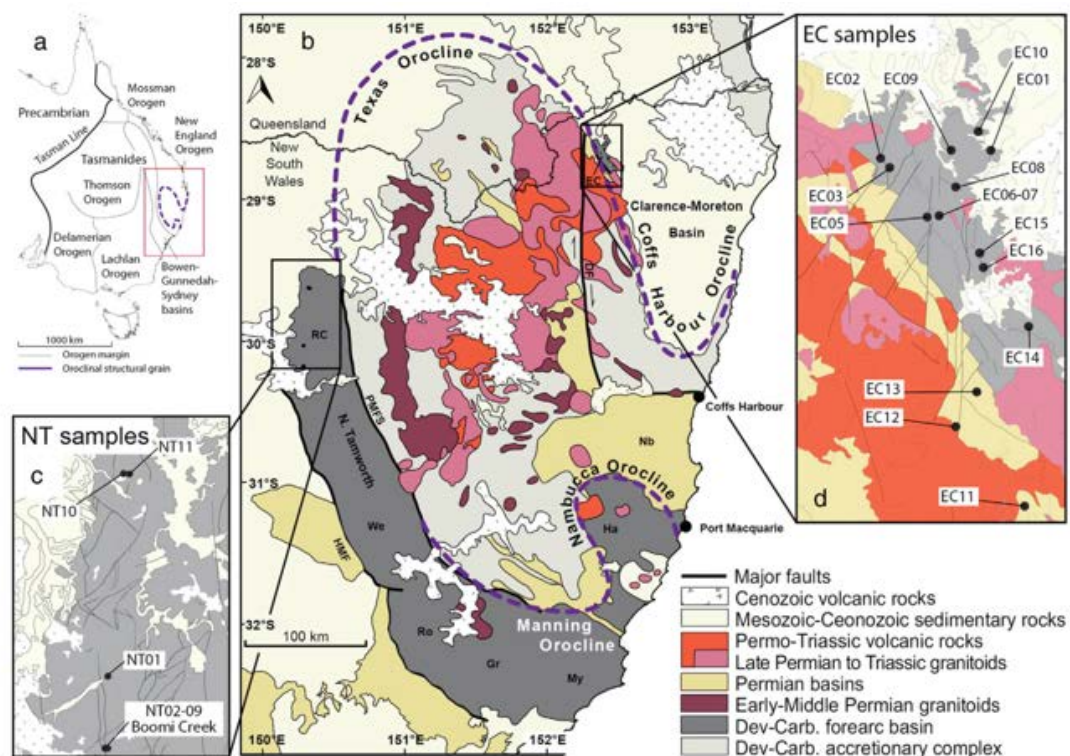 a
Precambrian
Tasman Line
Mossman
Orogen
New
England
Orogen
Tasmanides
Thomson
Orogen
Delamerian
Orogen
Lachlan
Orogen
Bowen-
Gunnedah-
Sydney
basins
1000 km
Orogen margin
Oroclinal structural grain
150°E
151°E
152°E
153°E
b
28°S
29°S
30°S
31°S
32°S
Queensland
New
South
Wales
Texas Orocline
EC
Clarence-Moreton
Basin
Coffs Harbour Orocline
DF
RC
PMFS
N. Tamworth
We
HMF
Coffs Harbour
Nb
Nambucca Orocline
Ha
Port Macquarie
Manning
Orocline
Ro
Gr
My
100 km
150°E
151°E
152°E
NT samples
c
NT11
NT10
NT01
NT02-09
Boomi Creek
EC samples
EC10
EC02
EC09
EC01
EC08
EC03
EC06-07
EC05
EC15
EC16
EC14
EC13
EC12
EC11
d
Major faults
Cenozoic volcanic rocks
Mesozoic-Ceonozoic sedimentary rocks
Permo-Triassic volcanic rocks
Late Permian to Triassic granitoids
Permian basins
Early-Middle Permian granitoids
Dev-Carb. forearc basin
Dev-Carb. accretionary complex